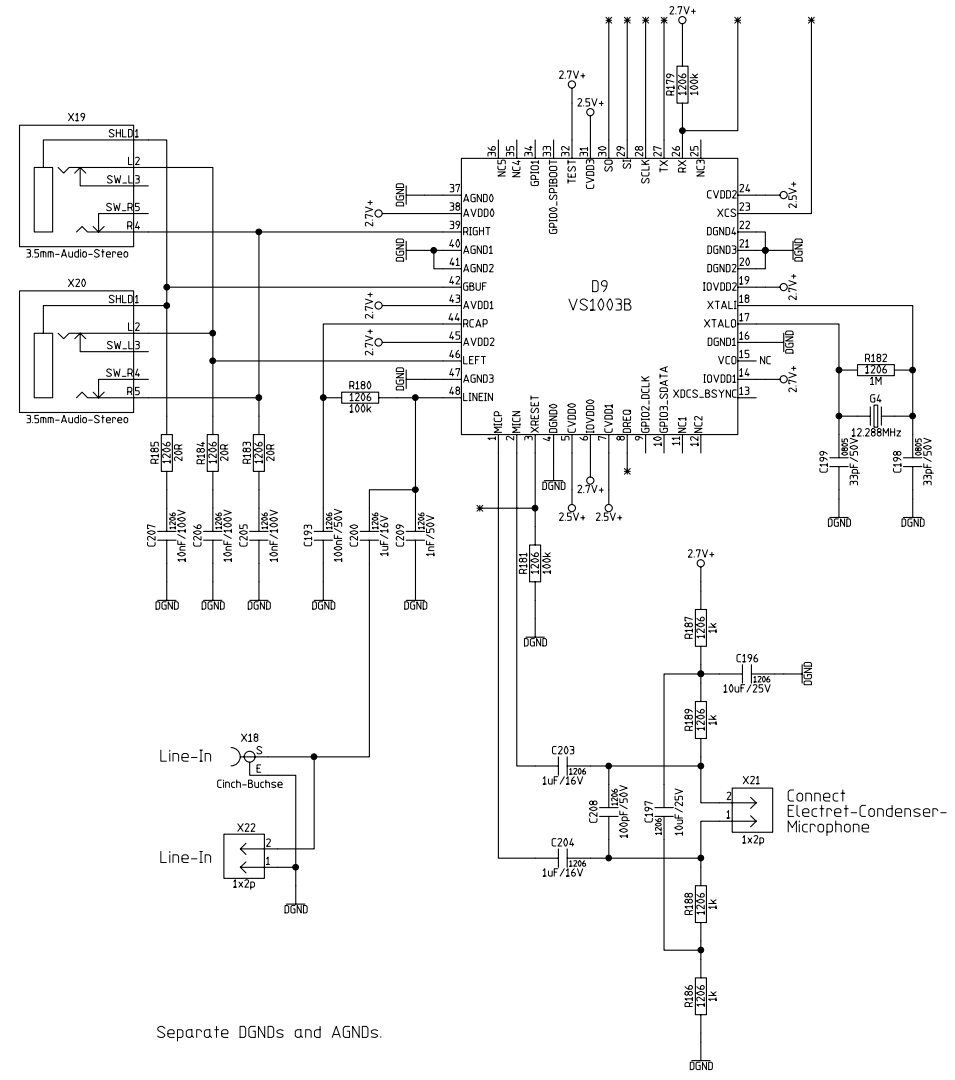 2.7V+
R179
1206
100k
2.7V+
2.5V+
X19
SHLD1
L2
SW_L3
SW_R5
R4
3.5mm-Audio-Stereo
X20
SHLD1
L2
SW_L3
SW_R4
R5
3.5mm-Audio-Stereo
36 35 34 33 32 31 30 29 28 27 26 25
NC5 NC4 GPIO1 GPIO0_SPIBOOT TEST CVDD3 SO SI SCLK TX RX NC3
D9
VS1003B
DGND 37 AGND0
2.7V+ 38 AVDD0
39 RIGHT
DGND 40 AGND1
41 AGND2
42 GBUF
2.7V+ 43 AVDD1
44 RCAP
2.7V+ 45 AVDD2
46 LEFT
DGND 47 AGND3
48 LINEIN
CVDD2 24 2.5V+
XCS 23
DGND4 22
DGND3 21 DGND
DGND2 20
IOVDD2 19 2.7V+
XTALI 18
XTALO 17
DGND1 16 DGND
VCO 15 NC
IOVDD1 14 2.7V+
XDCS_BSYNC 13
MICP MICN XRESET DGND0 CVDD0 IOVDD0 CVDD1 DREQ GPIO2_DCLK GPIO3_SDATA NC1 NC2
1 2 3 4 5 6 7 8 9 10 11 12
DGND
2.7V+
2.5V+ 2.5V+
R182
1206
1M
G4
12.288MHz
C199
0805
33pF/50V
C198
0805
33pF/50V
DGND DGND
R180
1206
100k
R185
1206
20R
R184
1206
20R
R183
1206
20R
C207
1206
10nF/100V
C206
1206
10nF/100V
C205
1206
10nF/100V
C193
1206
100nF/50V
C200
1206
1uF/16V
C209
1206
1nF/50V
DGND DGND DGND DGND DGND
R181
1206
100k
DGND
2.7V+
R187
1206
1k
C196
1206
10uF/25V
DGND
R189
1206
1k
Line-In
X18
S
E
Cinch-Buchse
C203
1206
1uF/16V
C208
1206
100pF/50V
C197
1206
10uF/25V
X21
2
1
1x2p
Connect
Electret-Condenser-
Microphone
Line-In
X22
2
1
1x2p
DGND
C204
1206
1uF/16V
R188
1206
1k
R186
1206
1k
DGND
Separate DGNDs and AGNDs.